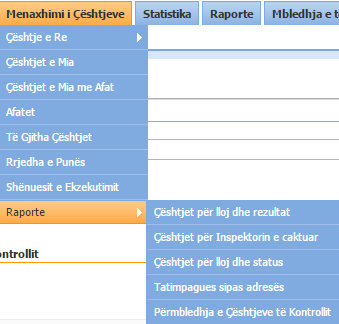 Menaxhimi i Çështjeve Statistika Raporte Mbledhja e
Çështje e Re
Çështjet e Mia
Çështjet e Mia me Afat
Afatet
Të Gjitha Çështjet
Rrjedha e Punës
Shënuesit e Ekzekutimit
Raporte Çështjet për lloj dhe rezultat
Çështjet për Inspektorin e caktuar
ntrollit Çështjet për lloj dhe status
Tatimpagues sipas adresës
Përmbledhja e Çështjeve të Kontrollit